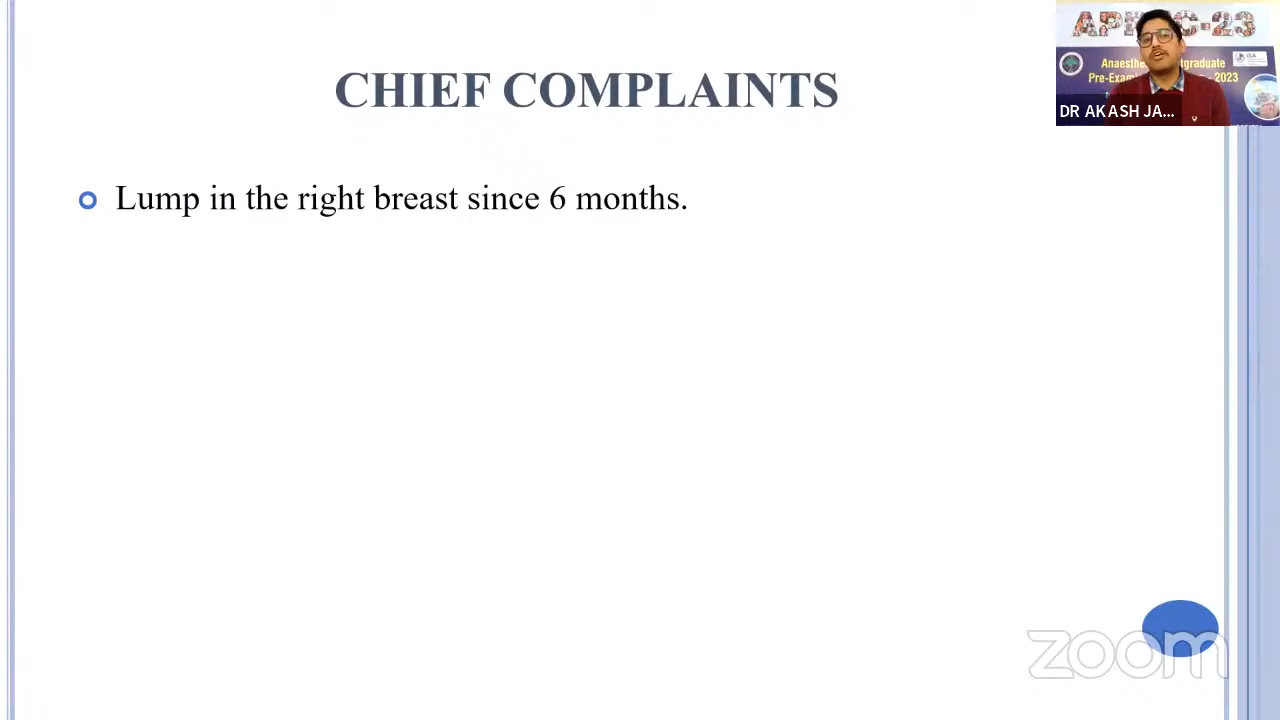 CHIEF COMPLAINTS
Lump in the right breast since 6 months.
Pre-Exam
2023
DR AKASH JA...
zoom